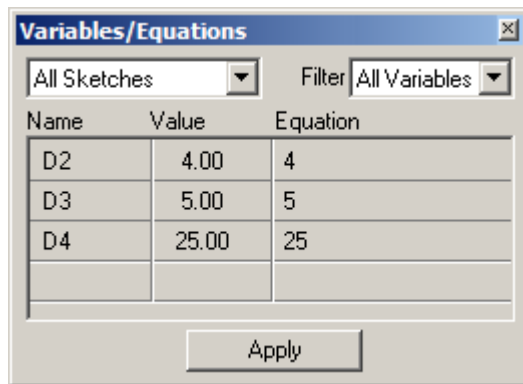 Variables/Equations
All Sketches Filter All Variables
Name Value Equation
D2 4.00 4
D3 5.00 5
D4 25.00 25
Apply